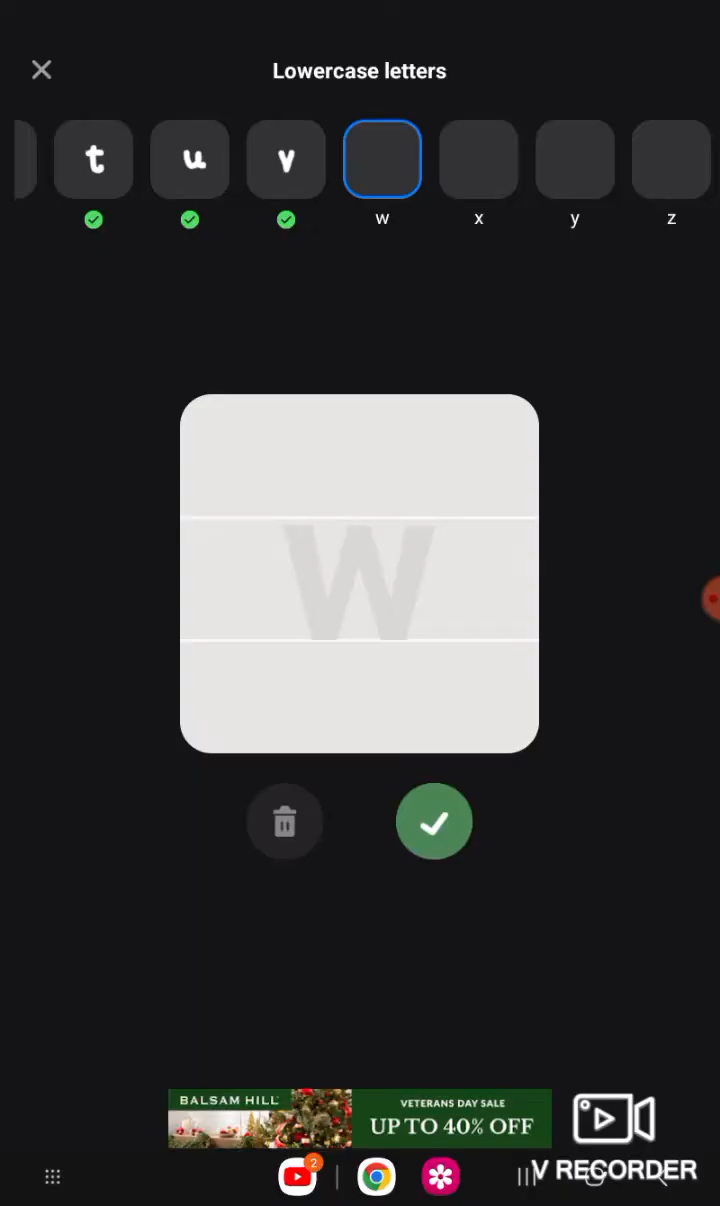 Lowercase letters
t u v
w x y z
W
BALSAM HILL
VETERANS DAY SALE
UP TO 40% OFF
2
V RECORDER